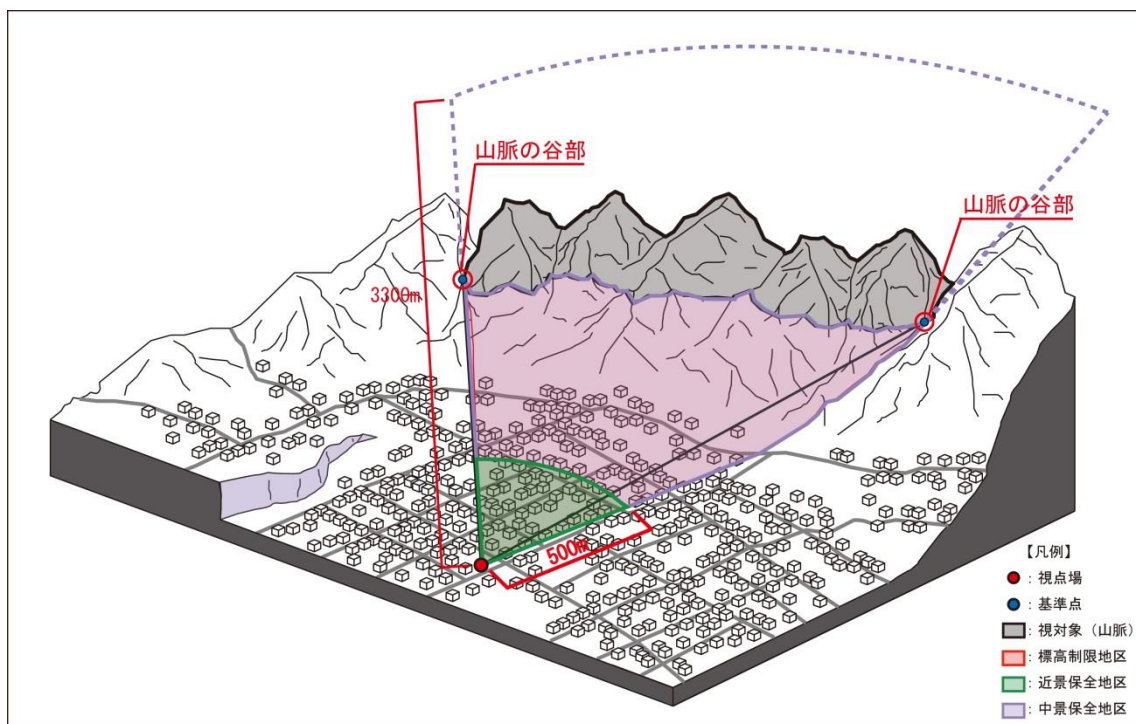 山脈の谷部
山脈の谷部
3300m
500m
【凡例】
：視点場
：基準点
：視対象（山脈）
：標高制限地区
：近景保全地区
：中景保全地区